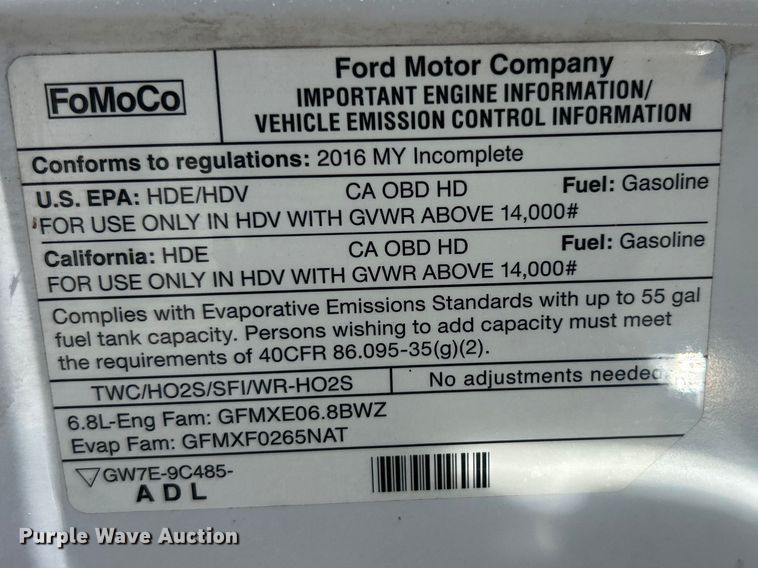 FoMoCo
Ford Motor Company
IMPORTANT ENGINE INFORMATION/
VEHICLE EMISSION CONTROL INFORMATION
Conforms to regulations: 2016 MY Incomplete
U.S. EPA: HDE/HDV CA OBD HD Fuel: Gasoline
FOR USE ONLY IN HDV WITH GVWR ABOVE 14,000#
California: HDE CA OBD HD Fuel: Gasoline
FOR USE ONLY IN HDV WITH GVWR ABOVE 14,000#
Complies with Evaporative Emissions Standards with up to 55 gal
fuel tank capacity. Persons wishing to add capacity must meet
the requirements of 40CFR 86.095-35(g)(2).
TWC/HO2S/SFI/WR-HO2S No adjustments needed.
6.8L-Eng Fam: GFMXE06.8BWZ
Evap Fam: GFMXF0265NAT
GW7E-9C485-
ADL
Purple Wave Auction